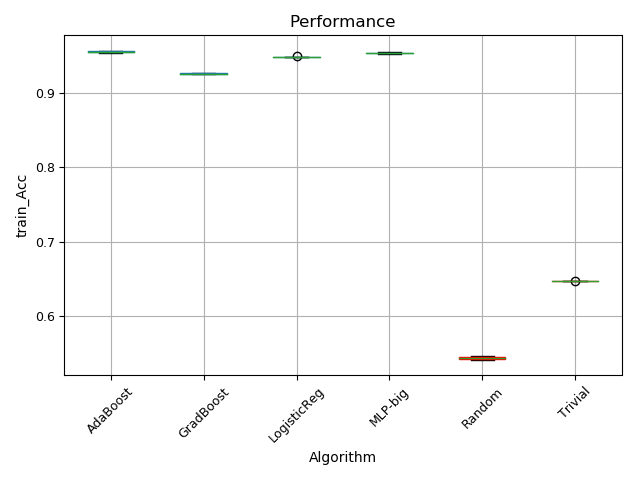 Performance
train_Acc
0.9
0.8
0.7
0.6
AdaBoost
GradBoost
LogisticReg
MLP-big
Random
Trivial
Algorithm